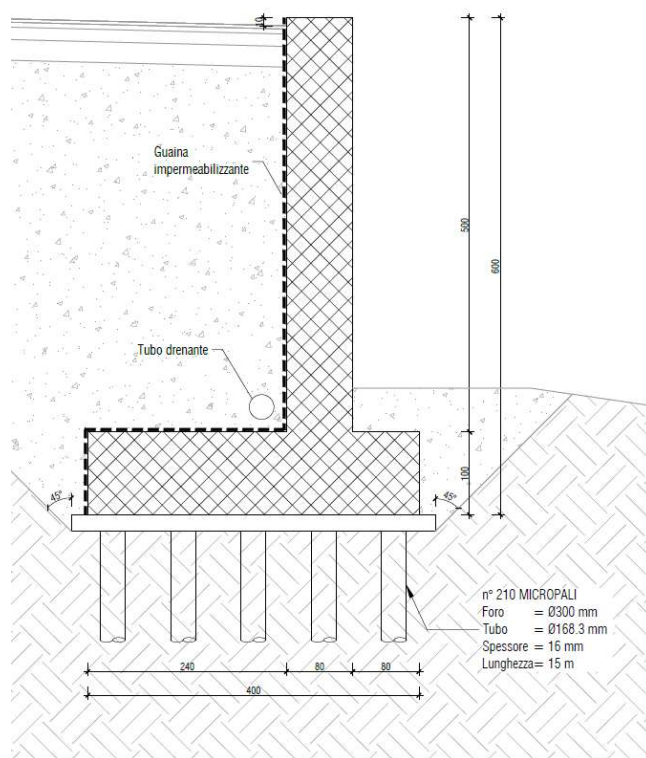 10
Guaina
impermeabilizzante
500
600
Tubo drenante
100
45°
45°
n° 210 MICROPALI
Foro = Ø300 mm
Tubo = Ø168.3 mm
Spessore = 16 mm
Lunghezza= 15 m
240
80
80
400